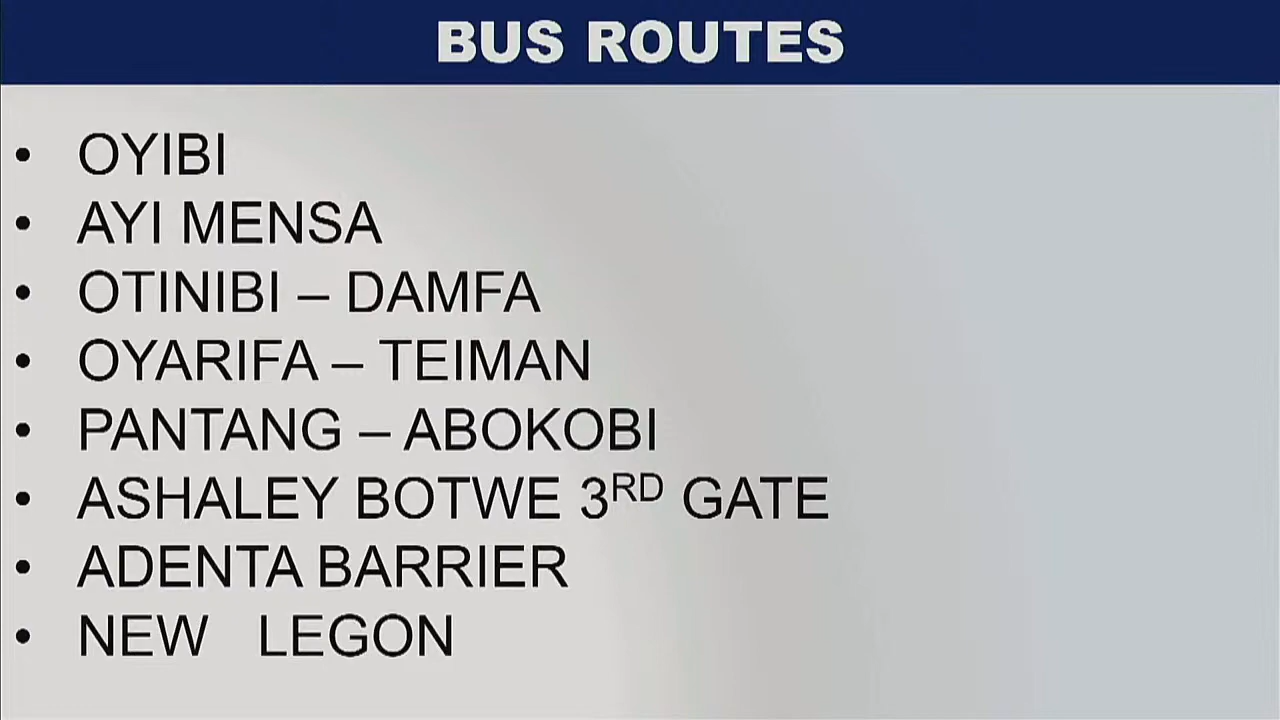 BUS ROUTES
• OYIBI
• AYI MENSA
• OTINIBI – DAMFA
• OYARIFA – TEIMAN
• PANTANG – ABOKOBI
• ASHALEY BOTWE 3RD GATE
• ADENTA BARRIER
• NEW   LEGON